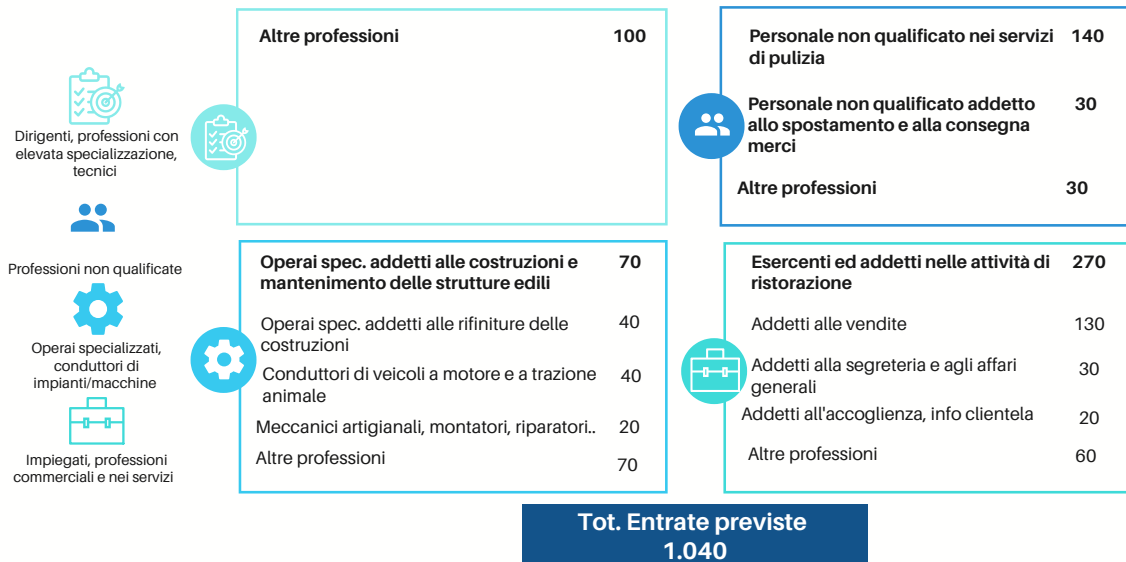 Dirigenti, professioni con
elevata specializzazione,
tecnici
Professioni non qualificate
Operai specializzati,
conduttori di
impianti/macchine
Impiegati, professioni
commerciali e nei servizi
Altre professioni 100
Personale non qualificato nei servizi 140
di pulizia
Personale non qualificato addetto 30
allo spostamento e alla consegna
merci
Altre professioni 30
Operai spec. addetti alle costruzioni e 70
mantenimento delle strutture edili
Operai spec. addetti alle rifiniture delle 40
costruzioni
Conduttori di veicoli a motore e a trazione 40
animale
Meccanici artigianali, montatori, riparatori.. 20
Altre professioni 70
Esercenti ed addetti nelle attività di 270
ristorazione
Addetti alle vendite 130
Addetti alla segreteria e agli affari 30
generali
Addetti all'accoglienza, info clientela 20
Altre professioni 60
Tot. Entrate previste
1.040